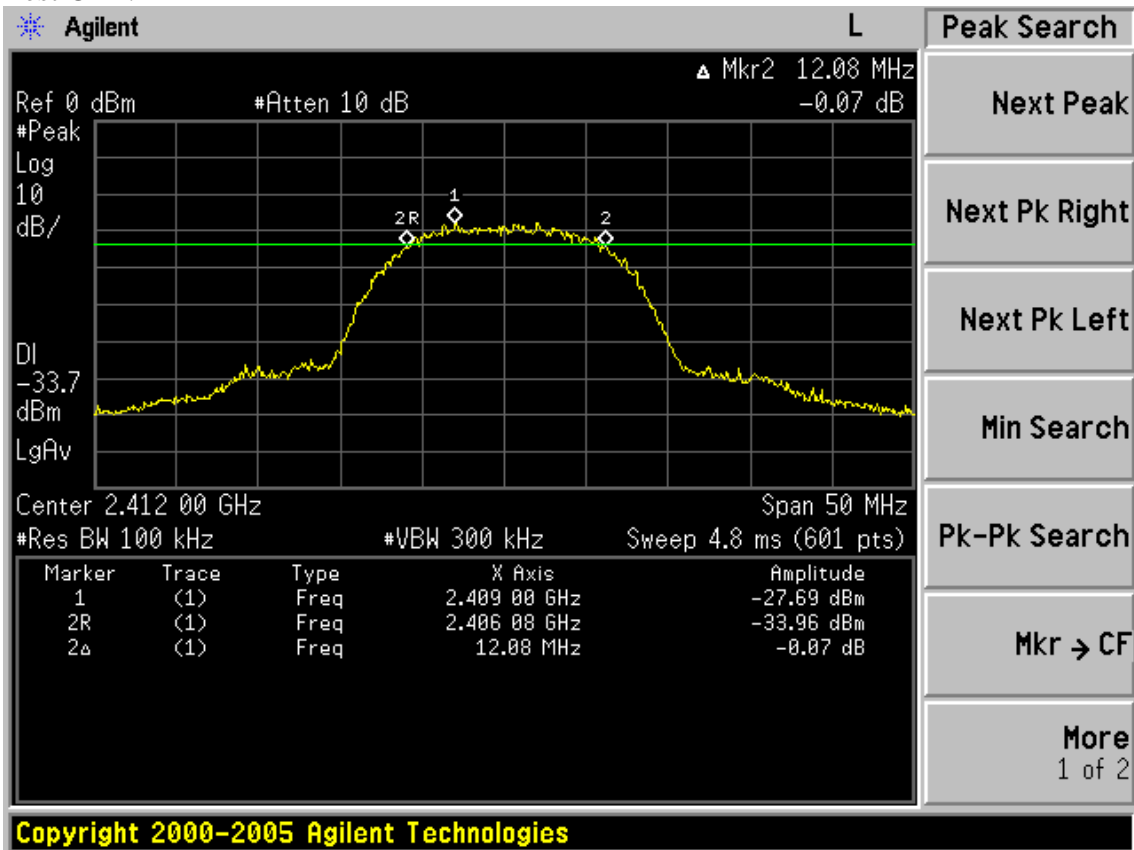 Agilent L Peak Search
Δ Mkr2 12.08 MHz
Ref 0 dBm #Atten 10 dB -0.07 dB
#Peak
Log
10
dB/
1
2R
2
DI
-33.7
dBm
LgAv
Center 2.412 00 GHz Span 50 MHz
#Res BW 100 kHz #VBW 300 kHz Sweep 4.8 ms (601 pts)
Marker Trace Type X Axis Amplitude
1 (1) Freq 2.409 00 GHz -27.69 dBm
2R (1) Freq 2.406 08 GHz -33.96 dBm
2Δ (1) Freq 12.08 MHz -0.07 dB
Next Peak
Next Pk Right
Next Pk Left
Min Search
Pk-Pk Search
Mkr → CF
More
1 of 2
Copyright 2000-2005 Agilent Technologies